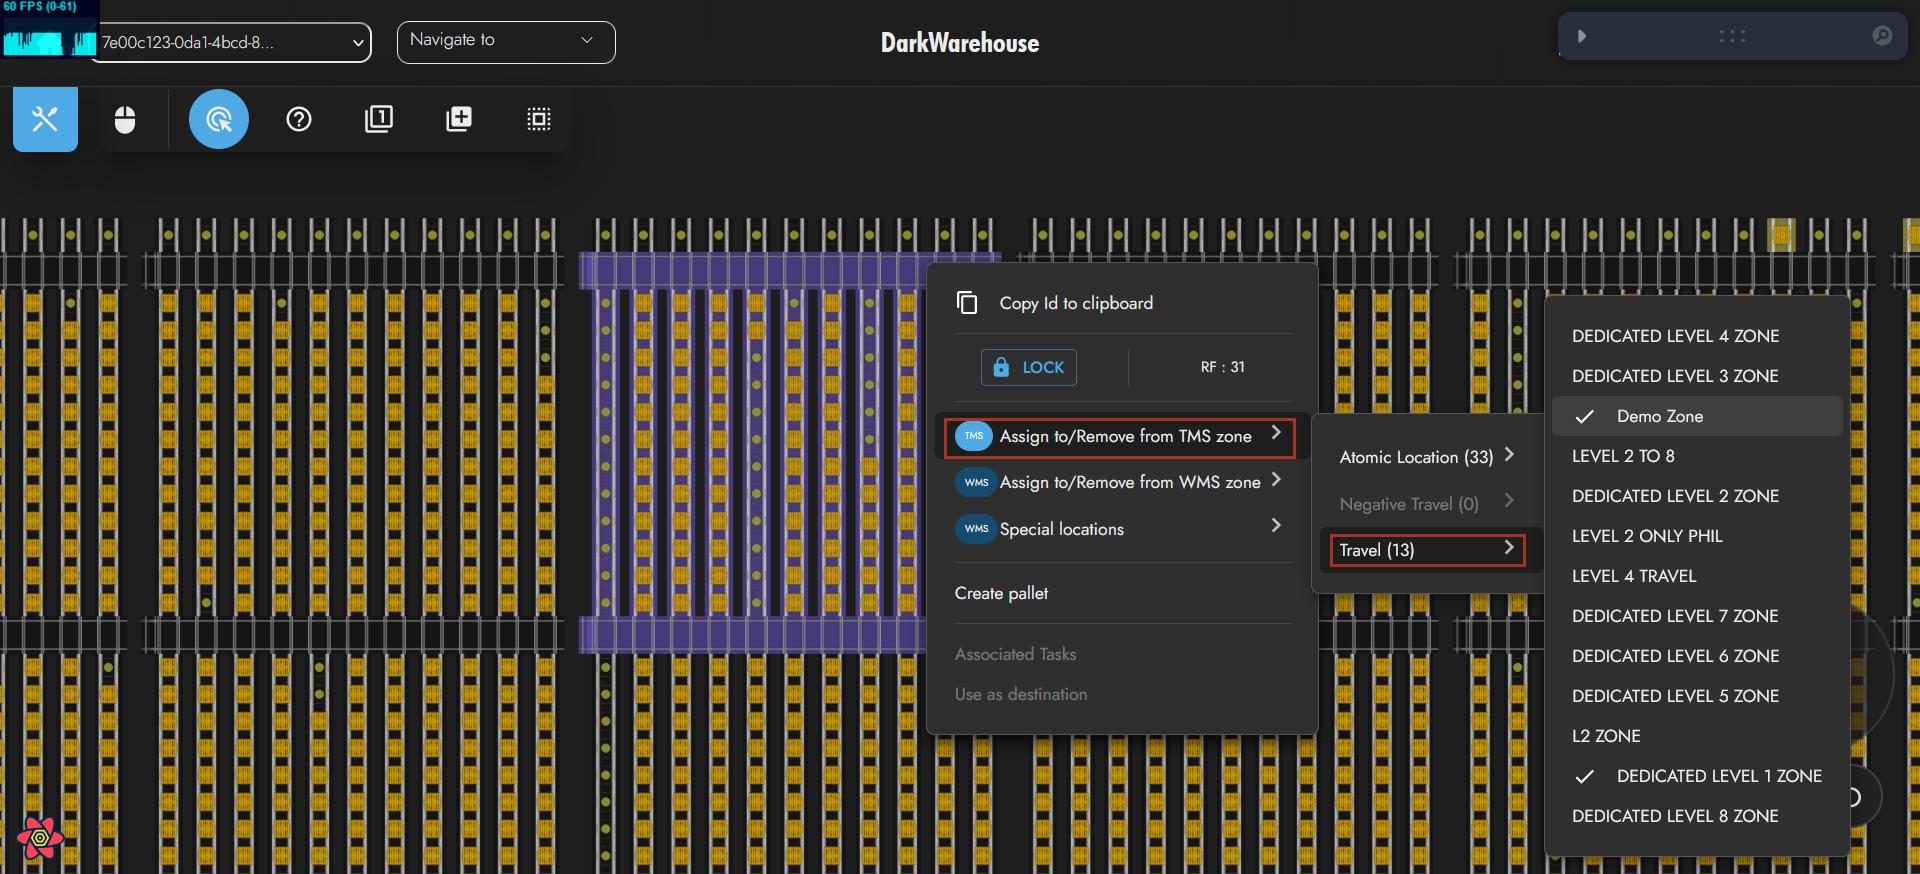 60 FPS (0-61)
7e00c123-0da1-4bcd-8...
Navigate to
DarkWarehouse
1
Copy Id to clipboard
LOCK
RF : 31
TMS Assign to/Remove from TMS zone
WMS Assign to/Remove from WMS zone
WMS Special locations
Create pallet
Associated Tasks
Use as destination
Atomic Location (33)
Negative Travel (0)
Travel (13)
DEDICATED LEVEL 4 ZONE
DEDICATED LEVEL 3 ZONE
Demo Zone
LEVEL 2 TO 8
DEDICATED LEVEL 2 ZONE
LEVEL 2 ONLY PHIL
LEVEL 4 TRAVEL
DEDICATED LEVEL 7 ZONE
DEDICATED LEVEL 6 ZONE
DEDICATED LEVEL 5 ZONE
L2 ZONE
DEDICATED LEVEL 1 ZONE
DEDICATED LEVEL 8 ZONE